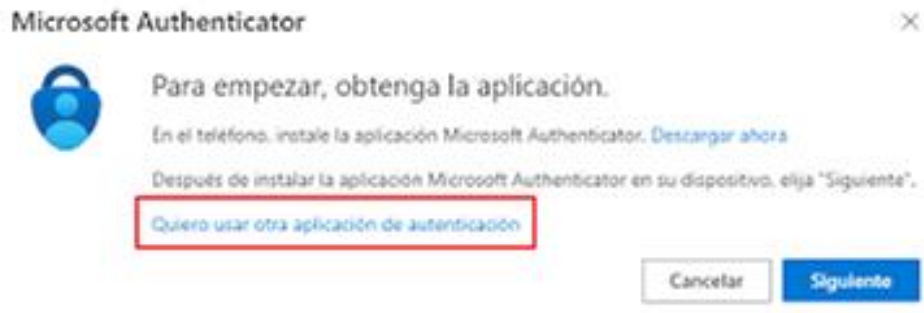 Microsoft Authenticator
Para empezar, obtenga la aplicación.
En el teléfono, instale la aplicación Microsoft Authenticator. Descargar ahora
Después de instalar la aplicación Microsoft Authenticator en su dispositivo, elija "Siguiente".
Quiero usar otra aplicación de autenticación
Cancelar Siguiente